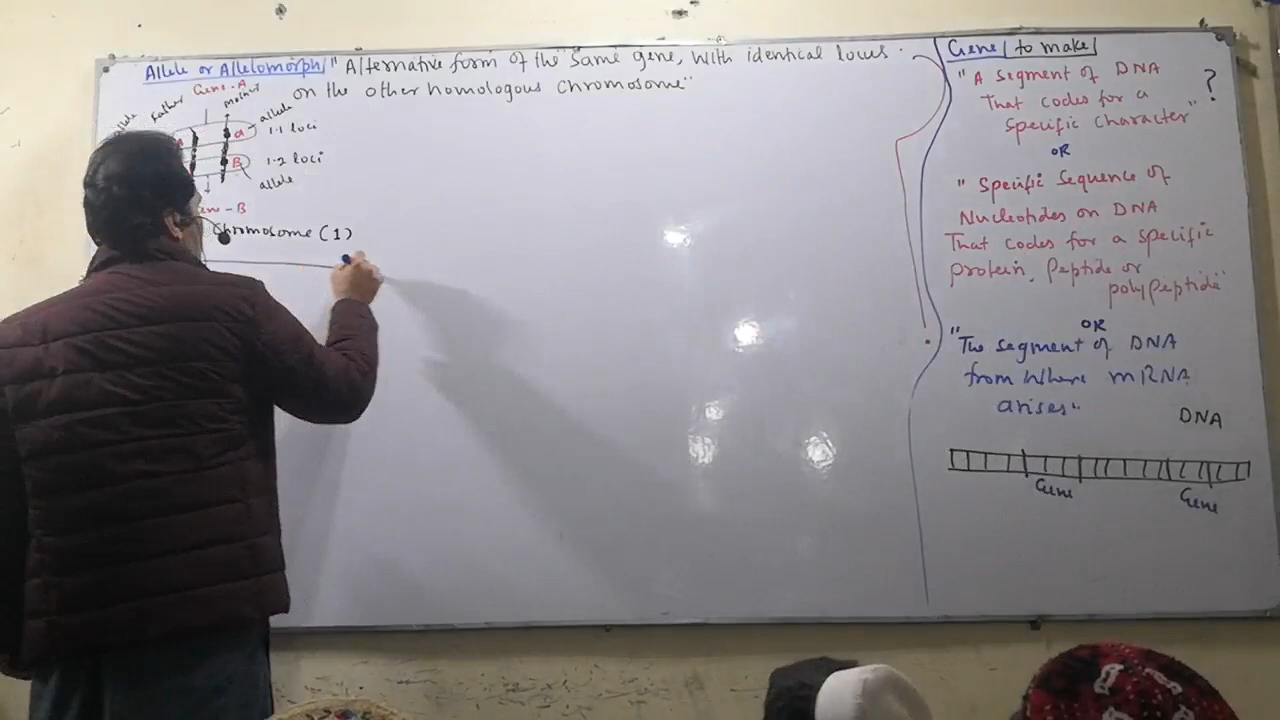 Allele or Allelomorph "Alternative form of the "same gene, with identical locus
on the other homologous chromosome"
Gene-A
Father
allele
1.1 loci
a
B
1.2 loci
allele
Chromosome (1)
Gene to make
"A segment of DNA
That codes for a
specific character"
?
OR
"Specific Sequence of
Nucleotides on DNA
That codes for a specific
protein, peptide or
polypeptide"
OR
"The segment of DNA
from where mRNA
arises"
DNA
Gene
Gene